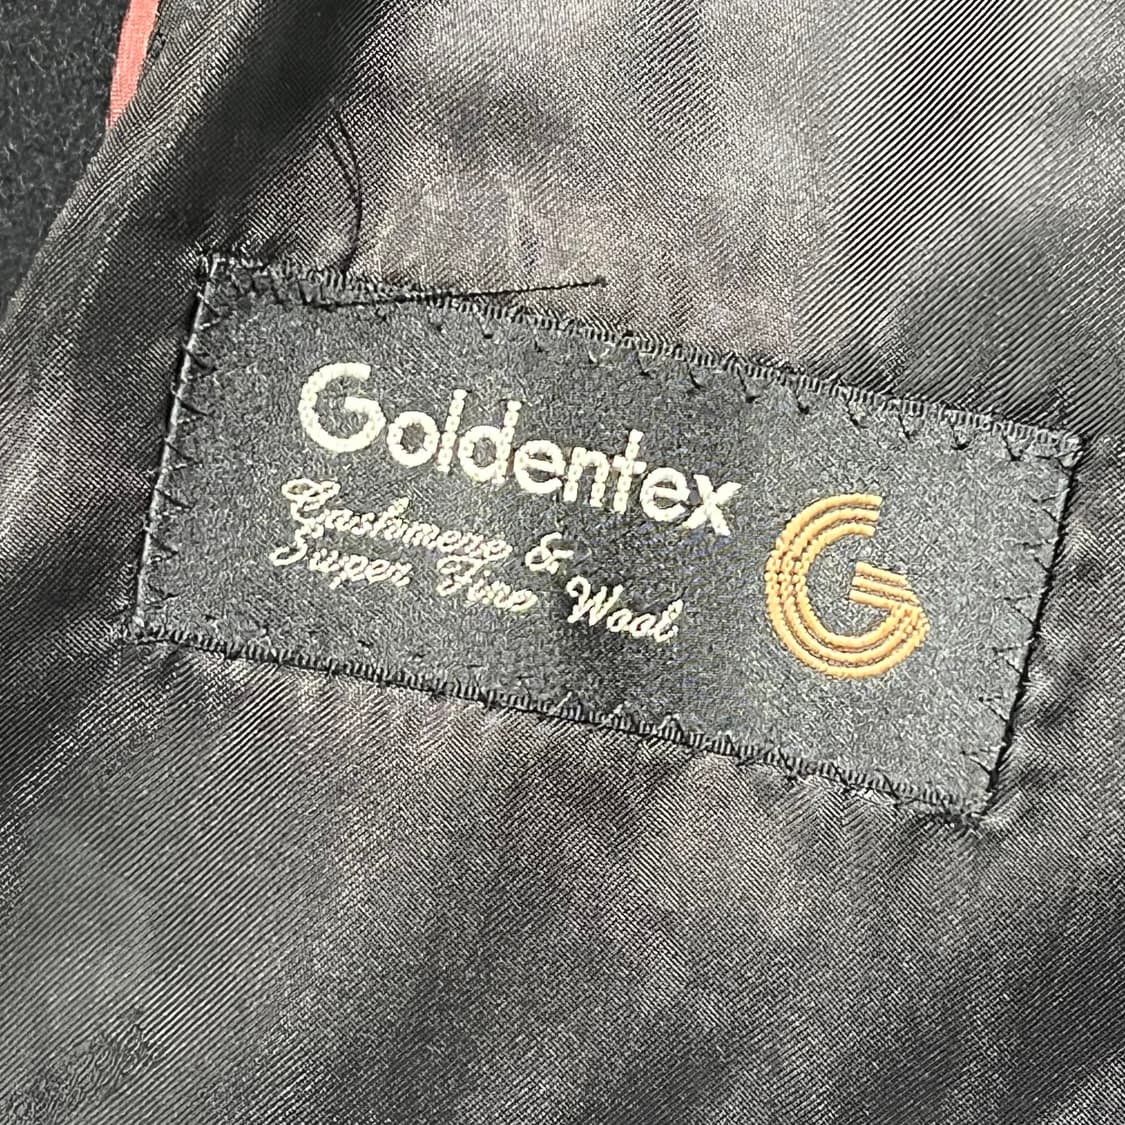 Goldentex
Cashmere &
Super Fine Wool
G